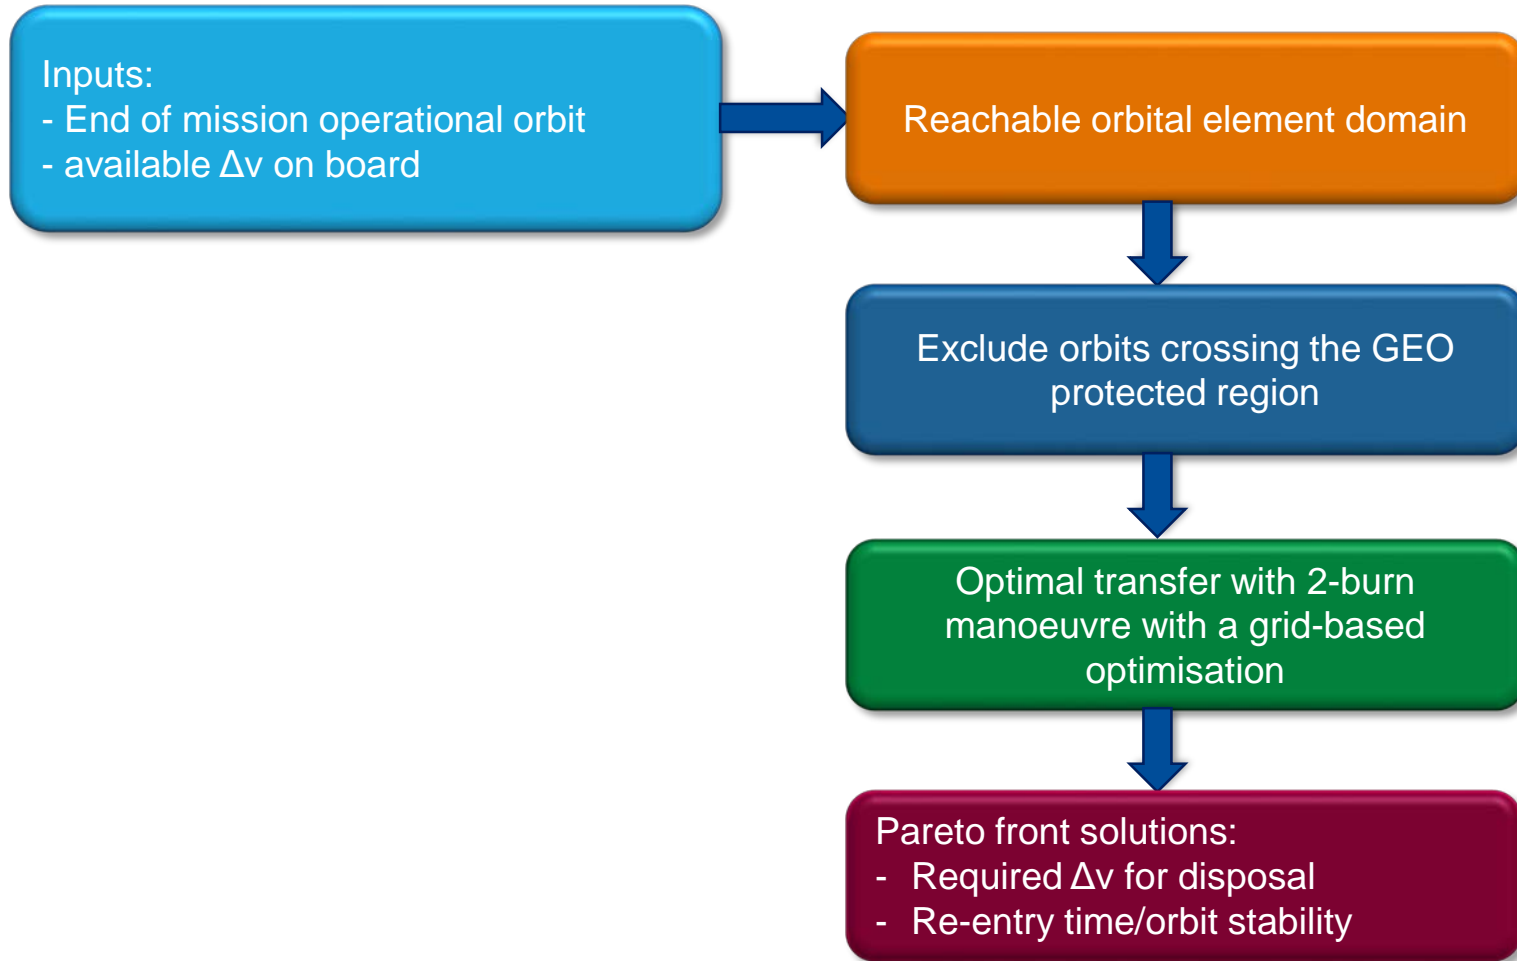 Inputs:
- End of mission operational orbit
- available Δv on board
Reachable orbital element domain
Exclude orbits crossing the GEO
protected region
Optimal transfer with 2-burn
manoeuvre with a grid-based
optimisation
Pareto front solutions:
- Required Δv for disposal
- Re-entry time/orbit stability